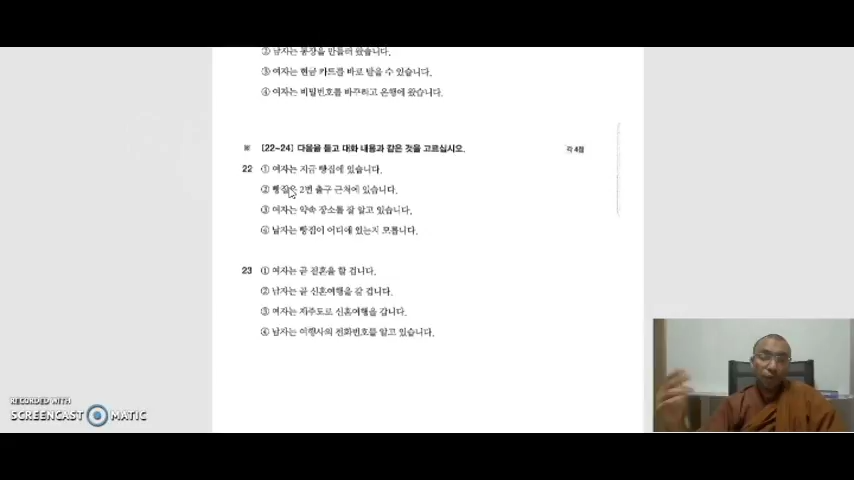 ② 남자는 통장을 만들러 왔습니다.
③ 여자는 현금 카드를 바로 받을 수 있습니다.
④ 여자는 비밀번호를 바꾸려고 은행에 왔습니다.
※ [22~24] 다음을 듣고 대화 내용과 같은 것을 고르십시오. 각 4점
22 ① 여자는 지금 빵집에 있습니다.
② 빵집은 2번 출구 근처에 있습니다.
③ 여자는 약속 장소를 잘 알고 있습니다.
④ 남자는 빵집이 어디에 있는지 모릅니다.
23 ① 여자는 곧 결혼을 할 겁니다.
② 남자는 곧 신혼여행을 갈 겁니다.
③ 여자는 제주도로 신혼여행을 갑니다.
④ 남자는 여행사의 전화번호를 알고 있습니다.
RECORDED WITH
SCREENCAST MATIC